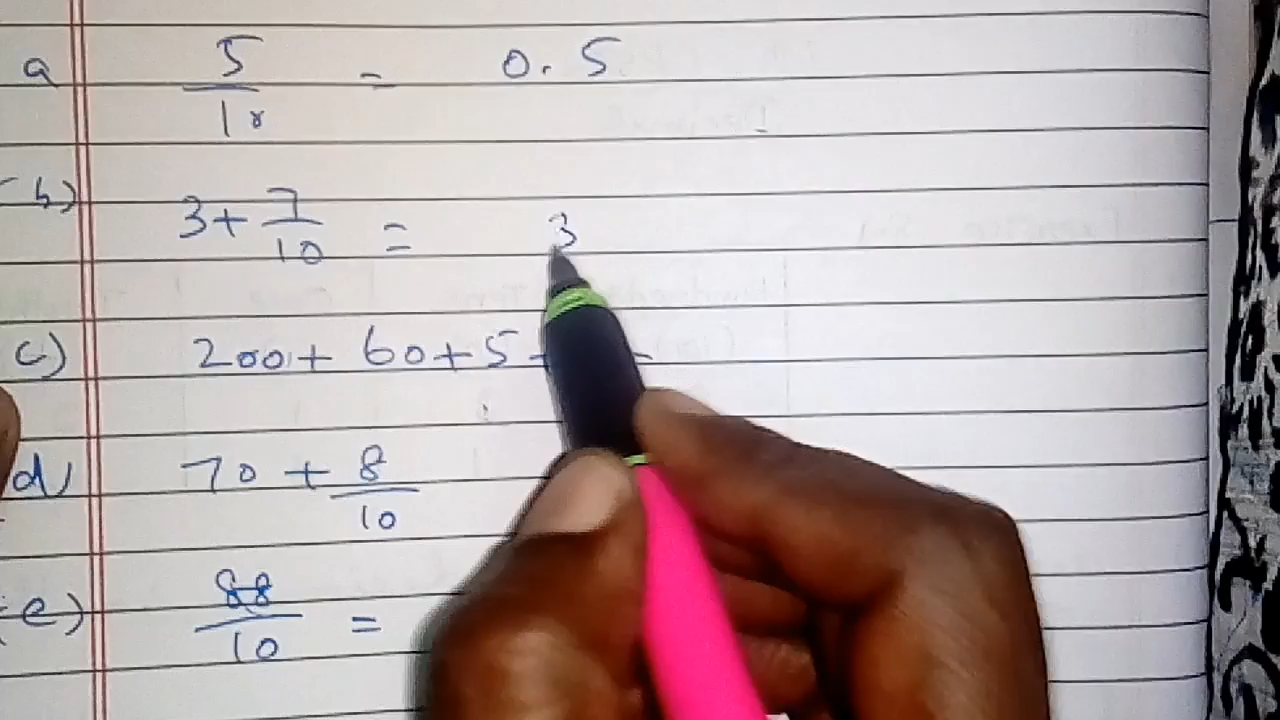 a 5/10 = 0.5
(b) 3 + 7/10 = 3
c) 200 + 60 + 5 +
d) 70 + 8/10
(e) 88/10 =